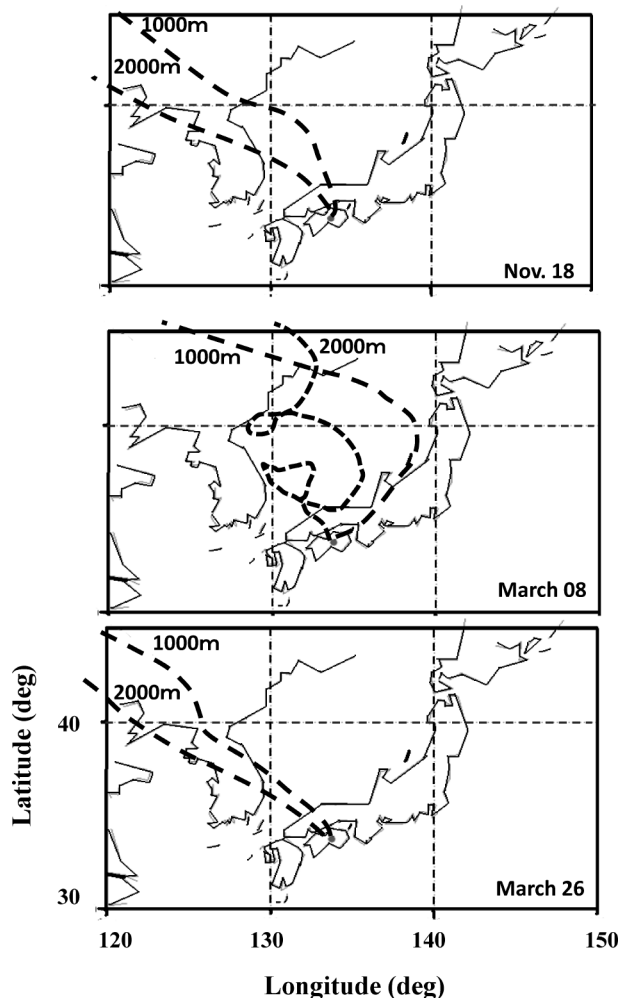 1000m
2000m
Nov. 18
2000m
1000m
March 08
1000m
2000m
March 26
Latitude (deg)
40
30
120 130 140 150
Longitude (deg)